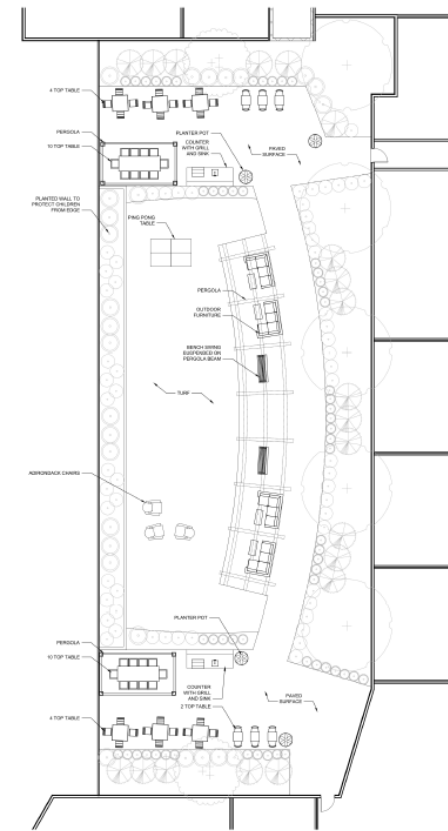 4 TOP TABLE
PERGOLA
10 TOP TABLE
PLANTER POT
COUNTER
WITH GRILL
AND SINK
PAVED
SURFACE
PLANTED WALL TO
PROTECT CHILDREN
FROM EDGE
PING PONG
TABLE
PERGOLA
OUTDOOR
FURNITURE
BENCH SWING
SUSPENDED ON
PERGOLA BEAM
TURF
ADIRONDACK CHAIRS
PLANTER POT
PERGOLA
10 TOP TABLE
COUNTER
WITH GRILL
AND SINK
2 TOP TABLE
PAVED
SURFACE
4 TOP TABLE